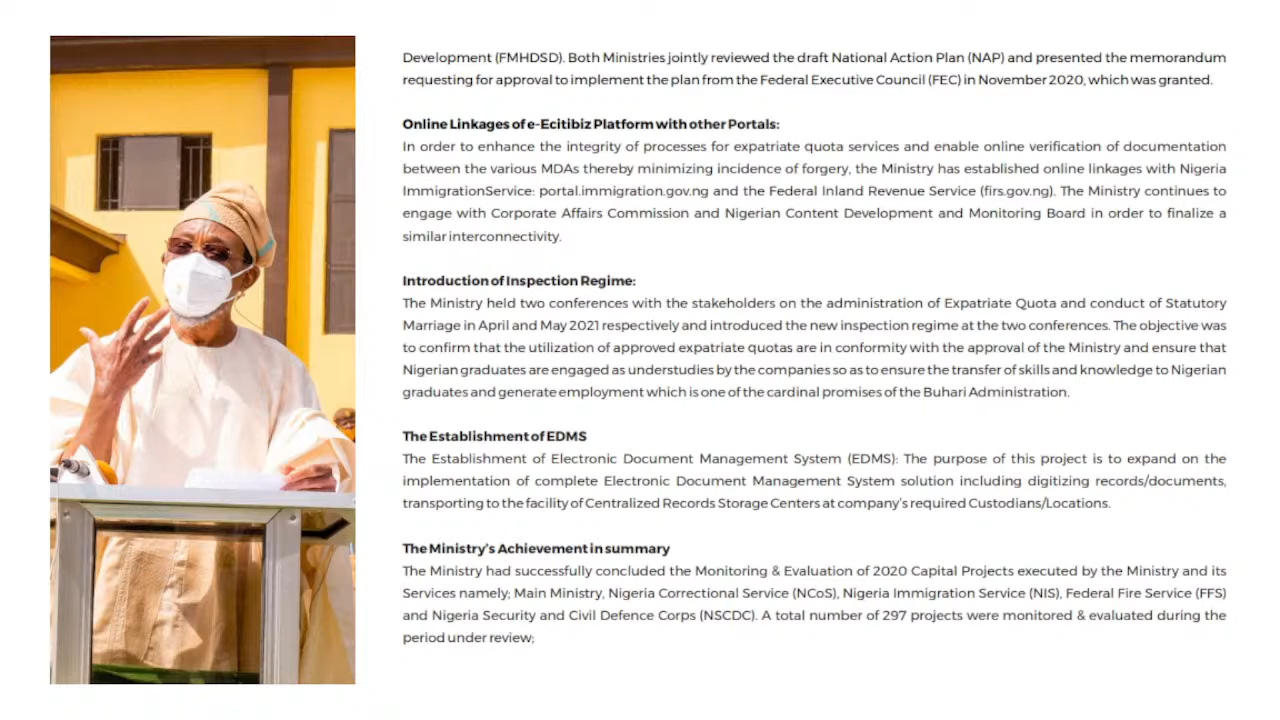 Development (FMHDSD). Both Ministries jointly reviewed the draft National Action Plan (NAP) and presented the memorandum
requesting for approval to implement the plan from the Federal Executive Council (FEC) in November 2020, which was granted.
Online Linkages of e-Ecitibiz Platform with other Portals:
In order to enhance the integrity of processes for expatriate quota services and enable online verification of documentation
between the various MDAs thereby minimizing incidence of forgery, the Ministry has established online linkages with Nigeria
ImmigrationService: portal.immigration.gov.ng and the Federal Inland Revenue Service (firs.gov.ng). The Ministry continues to
engage with Corporate Affairs Commission and Nigerian Content Development and Monitoring Board in order to finalize a
similar interconnectivity.
Introduction of Inspection Regime:
The Ministry held two conferences with the stakeholders on the administration of Expatriate Quota and conduct of Statutory
Marriage in April and May 2021 respectively and introduced the new inspection regime at the two conferences. The objective was
to confirm that the utilization of approved expatriate quotas are in conformity with the approval of the Ministry and ensure that
Nigerian graduates are engaged as understudies by the companies so as to ensure the transfer of skills and knowledge to Nigerian
graduates and generate employment which is one of the cardinal promises of the Buhari Administration.
The Establishment of EDMS
The Establishment of Electronic Document Management System (EDMS): The purpose of this project is to expand on the
implementation of complete Electronic Document Management System solution including digitizing records/documents,
transporting to the facility of Centralized Records Storage Centers at company's required Custodians/Locations.
The Ministry's Achievement in summary
The Ministry had successfully concluded the Monitoring & Evaluation of 2020 Capital Projects executed by the Ministry and its
Services namely; Main Ministry, Nigeria Correctional Service (NCoS), Nigeria Immigration Service (NIS), Federal Fire Service (FFS)
and Nigeria Security and Civil Defence Corps (NSCDC). A total number of 297 projects were monitored & evaluated during the
period under review;